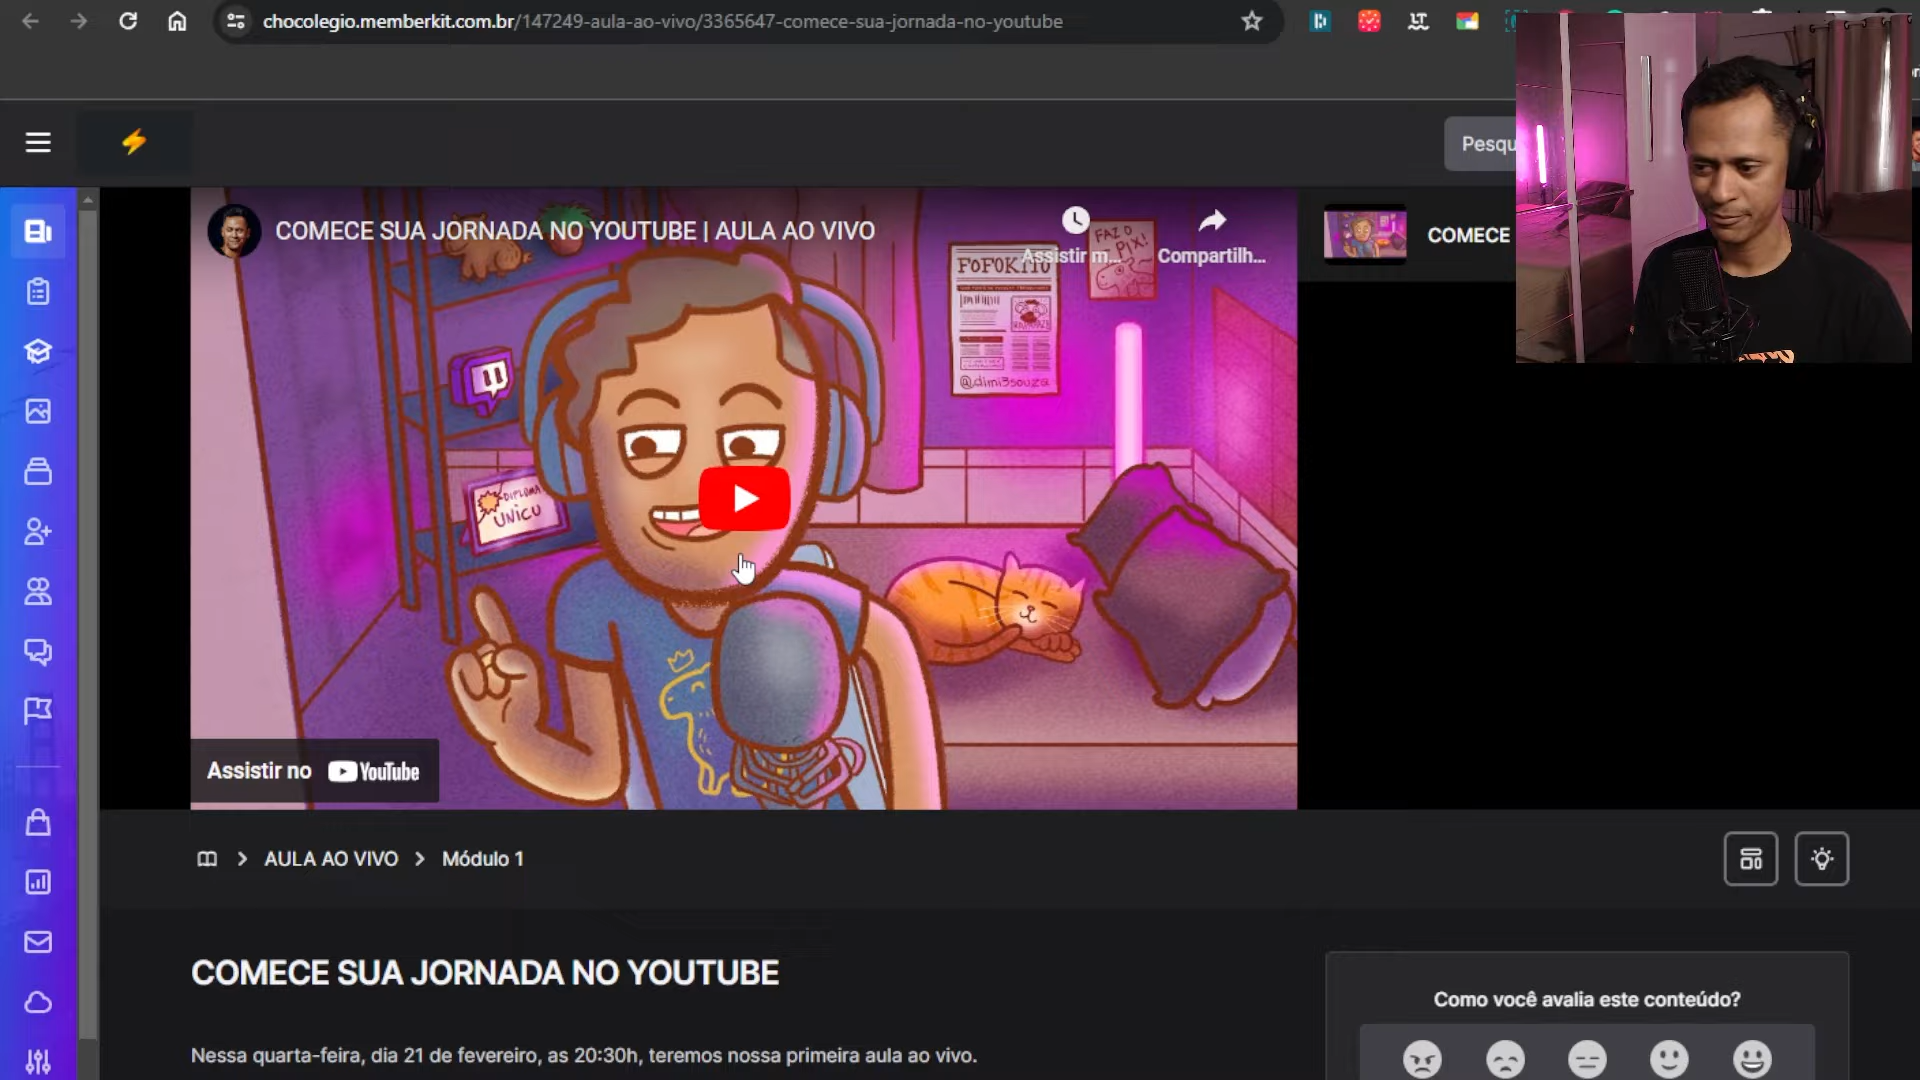 chocolegio.memberkit.com.br/147249-aula-ao-vivo/3365647-comece-sua-jornada-no-youtube
Pesqu
COMECE SUA JORNADA NO YOUTUBE | AULA AO VIVO
Assistir m...
Compartilh...
COMECE
FOFOKITO
FAZ O
PIX!
@dimi3souza
DIPLOMA
UNICU
Assistir no YouTube
AULA AO VIVO
Módulo 1
COMECE SUA JORNADA NO YOUTUBE
Nessa quarta-feira, dia 21 de fevereiro, as 20:30h, teremos nossa primeira aula ao vivo.
Como você avalia este conteúdo?